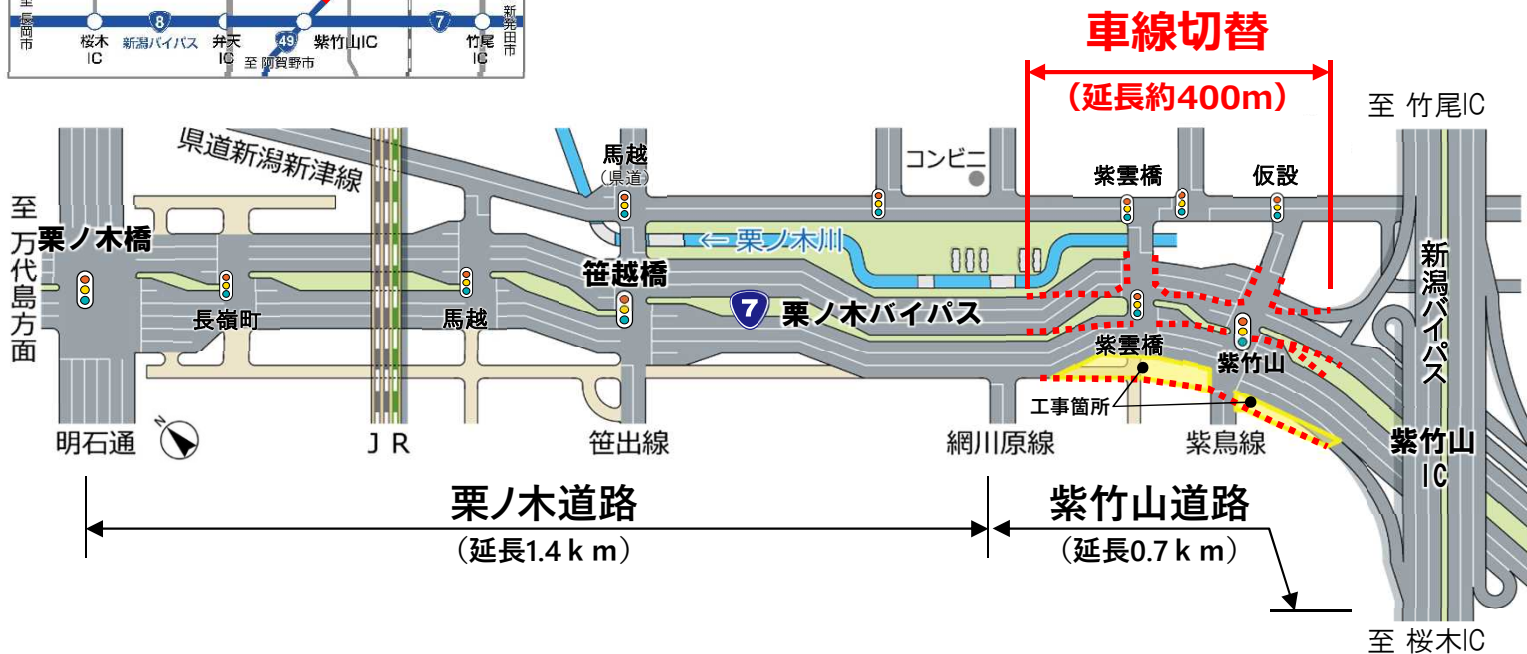 至 長岡市
8
7
49
新発田市
桜木
IC
新潟バイパス
弁天
IC
至 阿賀野市
紫竹山IC
竹尾
IC
車線切替
(延長約400m)
至 竹尾IC
県道新潟新津線
馬越
(県道)
コンビニ
紫雲橋
仮設
至 万代島方面
栗ノ木橋
←栗ノ木川
笹越橋
長嶺町
馬越
7
栗ノ木バイパス
紫雲橋
紫竹山
新潟バイパス
工事箇所
N
明石通
JR
笹出線
網川原線
紫鳥線
紫竹山
IC
栗ノ木道路
(延長1.4km)
紫竹山道路
(延長0.7km)
至 桜木IC